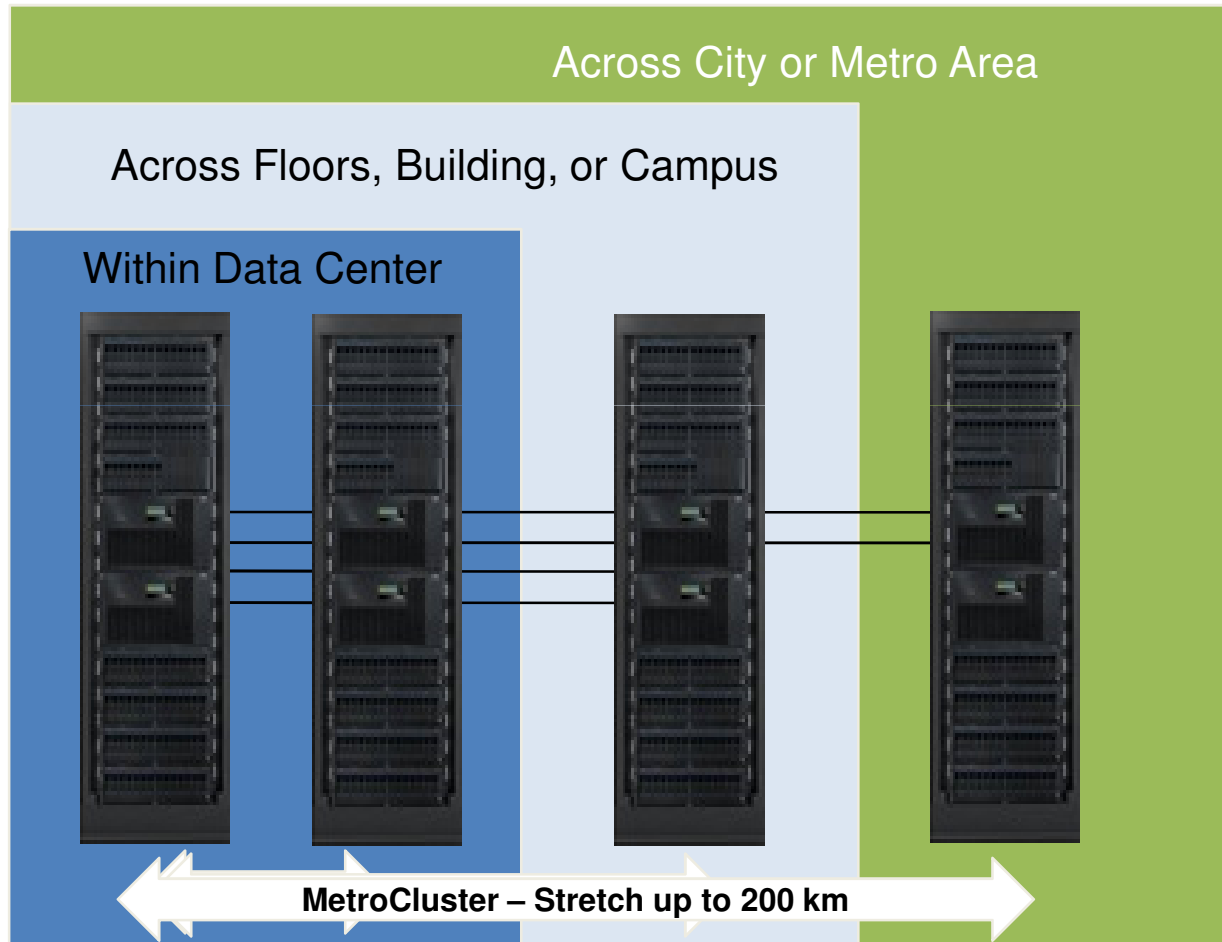 Across City or Metro Area
Across Floors, Building, or Campus
Within Data Center
MetroCluster – Stretch up to 200 km